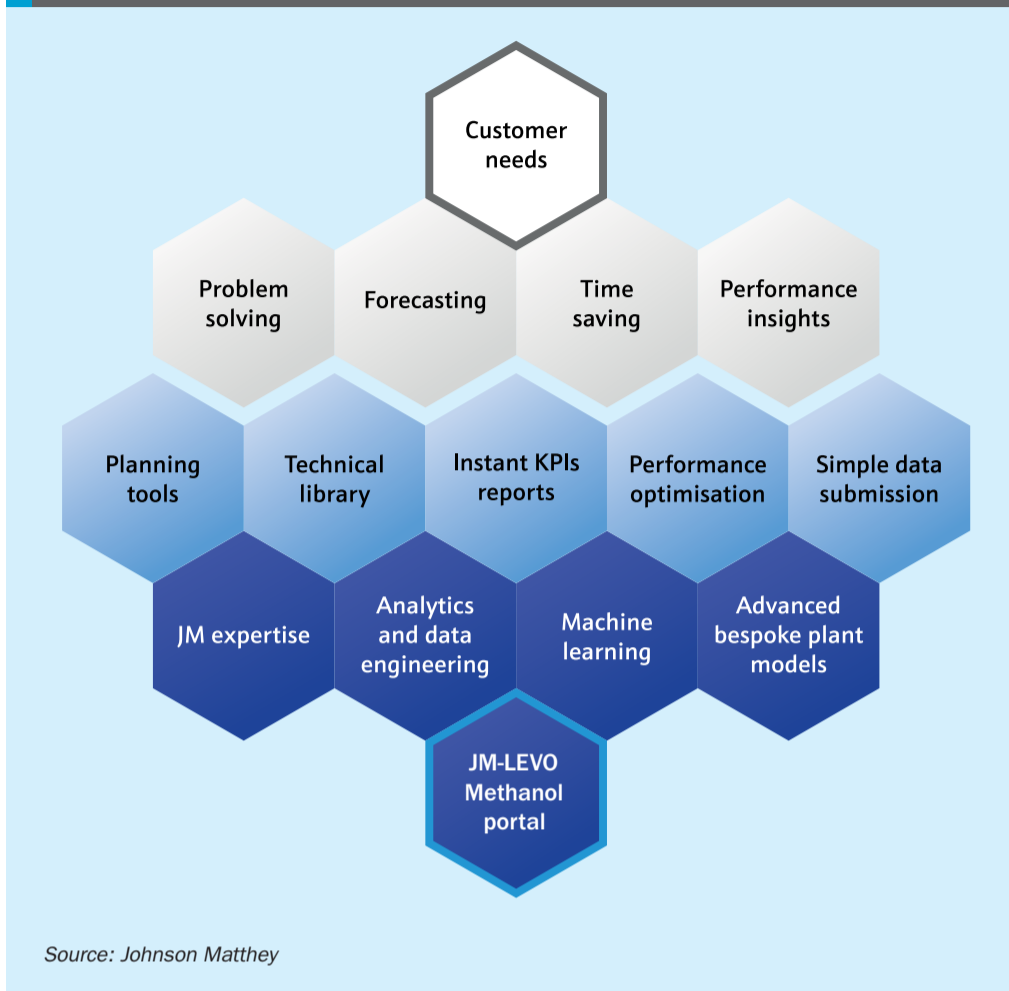 Customer
needs
Problem
solving
Forecasting
Time
saving
Performance
insights
Planning
tools
Technical
library
Instant KPIs
reports
Performance
optimisation
Simple data
submission
JM expertise
Analytics
and data
engineering
Machine
learning
Advanced
bespoke plant
models
JM-LEVO
Methanol
portal
Source: Johnson Matthey